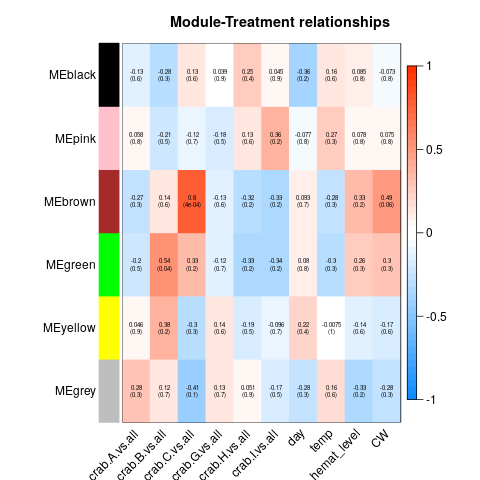 Module-Treatment relationships
MEblack
-0.13 -0.28 0.13 0.039 0.25 0.045 -0.36 0.16 0.085 -0.073
(0.6) (0.3) (0.6) (0.9) (0.4) (0.9) (0.2) (0.6) (0.8) (0.8)
MEpink
0.058 -0.21 -0.12 -0.18 0.13 0.36 -0.077 0.27 0.078 0.075
(0.8) (0.5) (0.7) (0.5) (0.6) (0.2) (0.8) (0.3) (0.8) (0.8)
MEbrown
-0.27 0.14 0.8 -0.13 -0.32 -0.33 0.093 -0.28 0.33 0.49
(0.3) (0.6) (4e-04) (0.6) (0.2) (0.2) (0.7) (0.3) (0.2) (0.06)
MEgreen
-0.2 0.54 0.33 -0.12 -0.33 -0.34 0.08 -0.3 0.26 0.3
(0.5) (0.04) (0.2) (0.7) (0.2) (0.2) (0.8) (0.3) (0.3) (0.3)
MEyellow
0.046 0.38 -0.3 0.14 -0.19 -0.096 0.22 -0.0075 -0.14 -0.17
(0.9) (0.2) (0.3) (0.6) (0.5) (0.7) (0.4) (1) (0.6) (0.6)
MEgrey
0.28 0.12 -0.41 0.13 0.051 -0.17 -0.28 0.16 -0.33 -0.28
(0.3) (0.7) (0.1) (0.7) (0.9) (0.5) (0.3) (0.6) (0.2) (0.3)
crab.A.vs.all
crab.B.vs.all
crab.C.vs.all
crab.G.vs.all
crab.H.vs.all
crab.I.vs.all
day
temp
hemat_level
CW
1
0.5
0
-0.5
-1